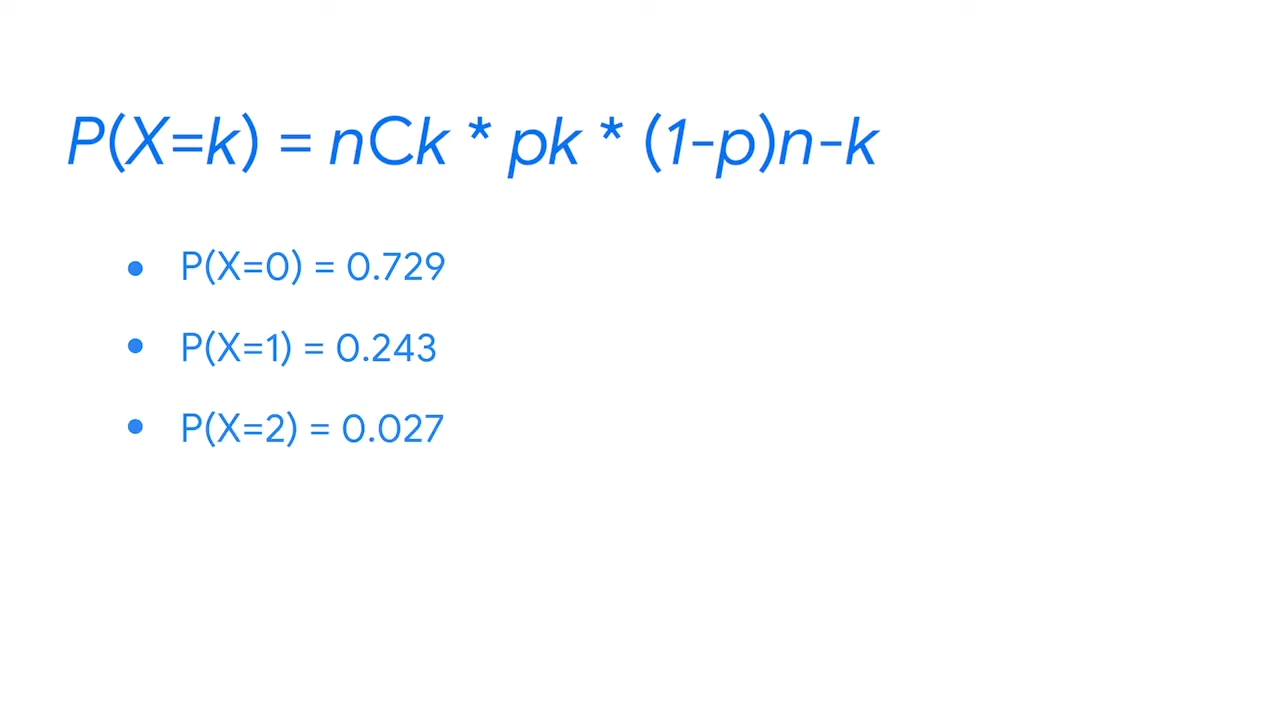 P(X=k) = nCk * pk * (1-p)n-k
• P(X=0) = 0.729
• P(X=1) = 0.243
• P(X=2) = 0.027